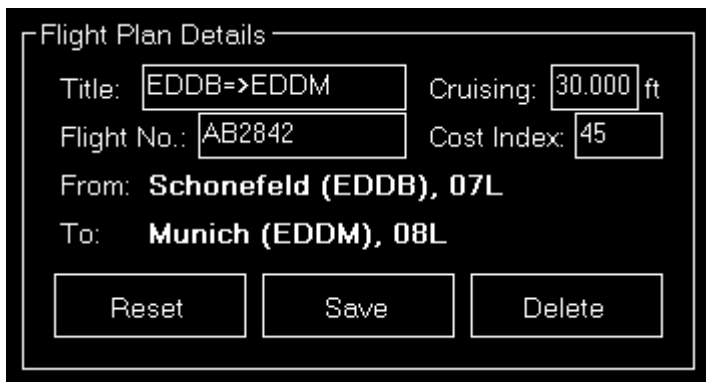 Flight Plan Details
Title: EDDB=>EDDM Cruising: 30.000 ft
Flight No.: AB2842 Cost Index: 45
From: Schonefeld (EDDB), 07L
To: Munich (EDDM), 08L
Reset Save Delete